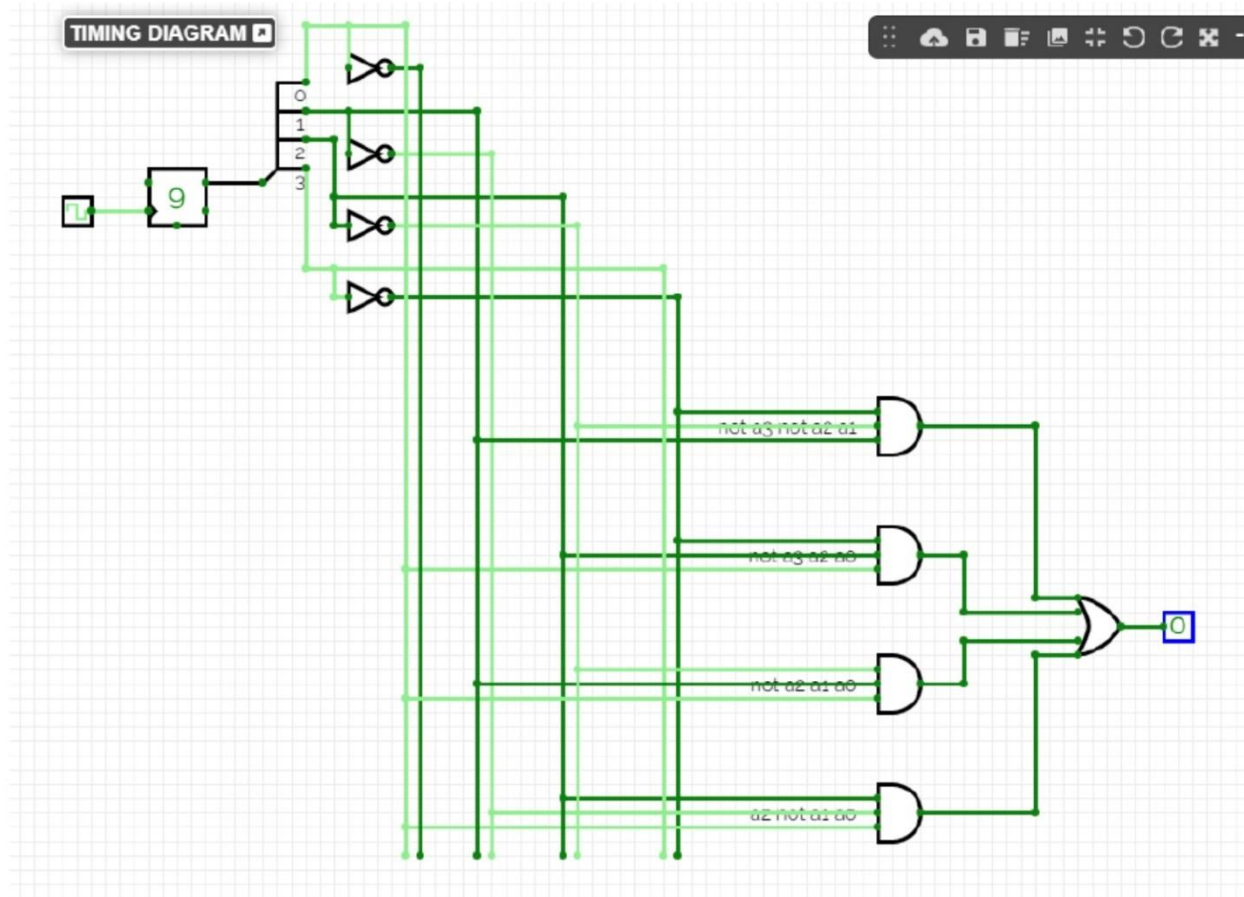 TIMING DIAGRAM
0
1
2
3
9
not a3 not a2 a1
not a3 a2 a0
0
not a2 a1 a0
a2 not a1 a0